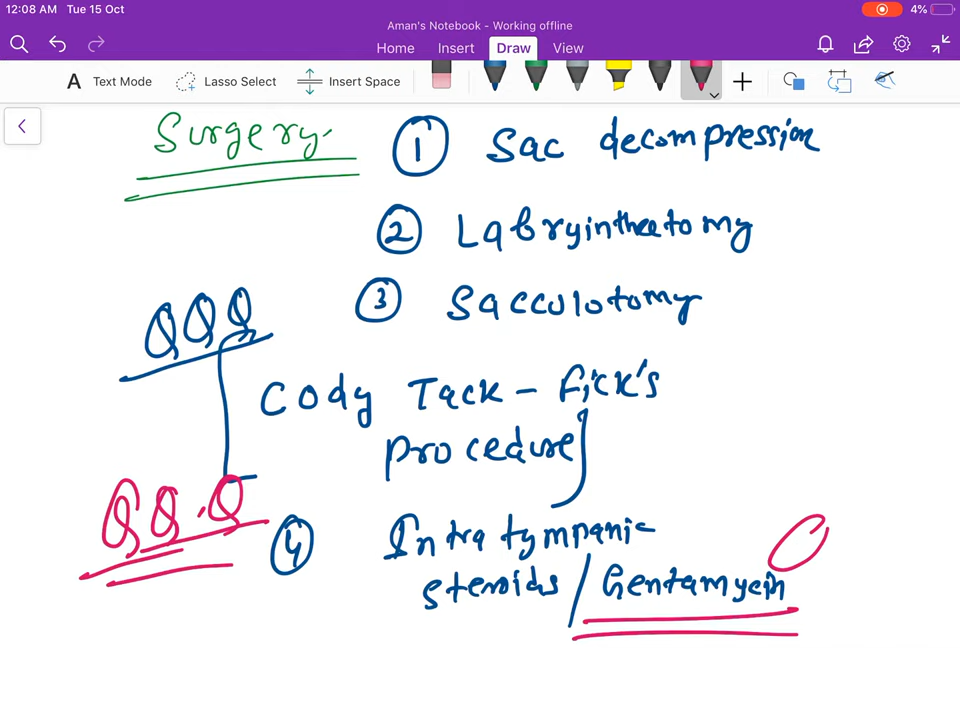 12:08 AM Tue 15 Oct 4%
Aman's Notebook - Working offline
Home Insert Draw View
Text Mode Lasso Select Insert Space
Surgery
① Sac decompression
② Labryinthectomy
③ Sacculotomy
QQQ
Cody Tack - Fick's
procedure
QQ.Q
④ Intratympanic
steroids / Gentamycin